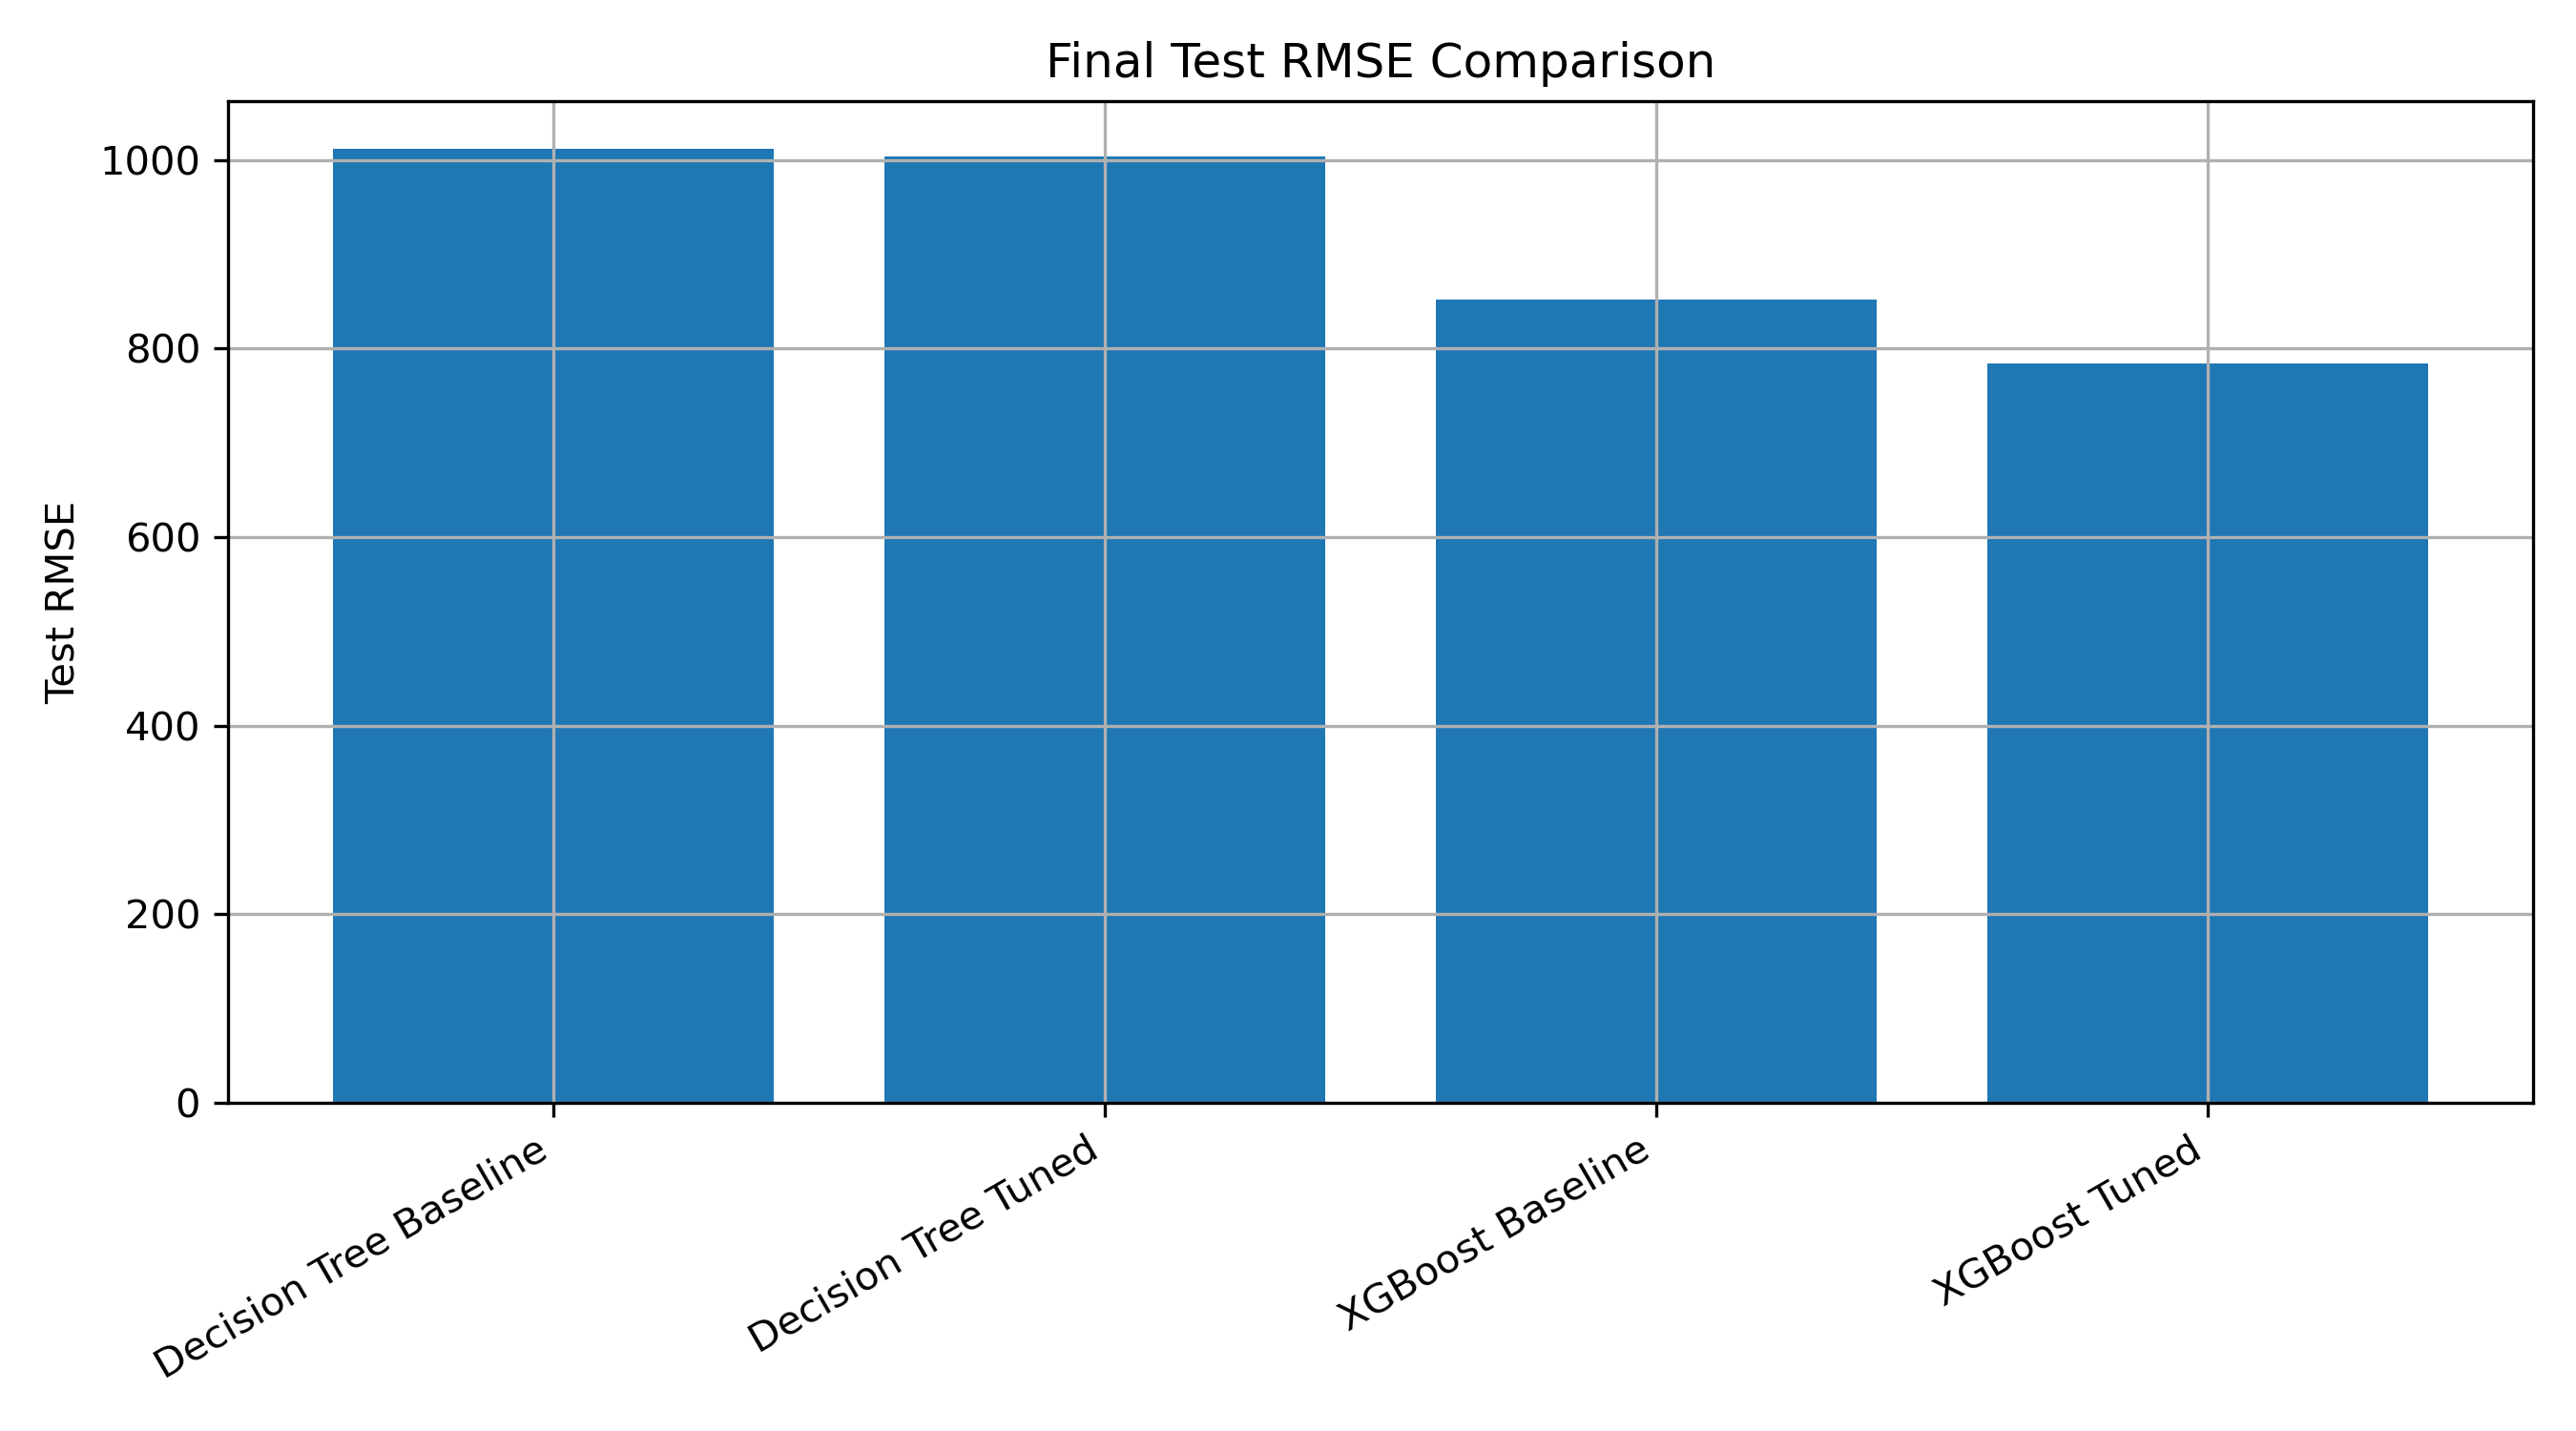 Final Test RMSE Comparison
Test RMSE
1000
800
600
400
200
0
Decision Tree Baseline
Decision Tree Tuned
XGBoost Baseline
XGBoost Tuned